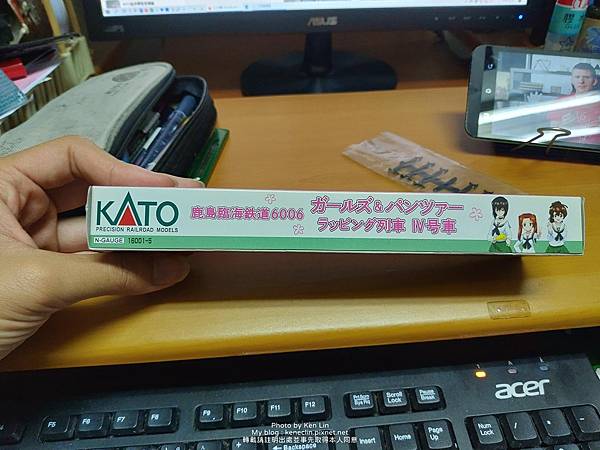 ASUS
KATO
PRECISION RAILROAD MODELS
N-GAUGE 16001-5
鹿島臨海鉄道6006
ガールズ&パンツァー
ラッピング列車 Ⅳ号車
acer
F5 F6 F7 F8 F9 F10 F11 F12
Scroll Lock
Pause Break
Insert
Home
Page Up
Num Lock
Photo by Ken Lin
My blog : keneclin.pixnet.net
轉載請註明出處並事先取得本人同意